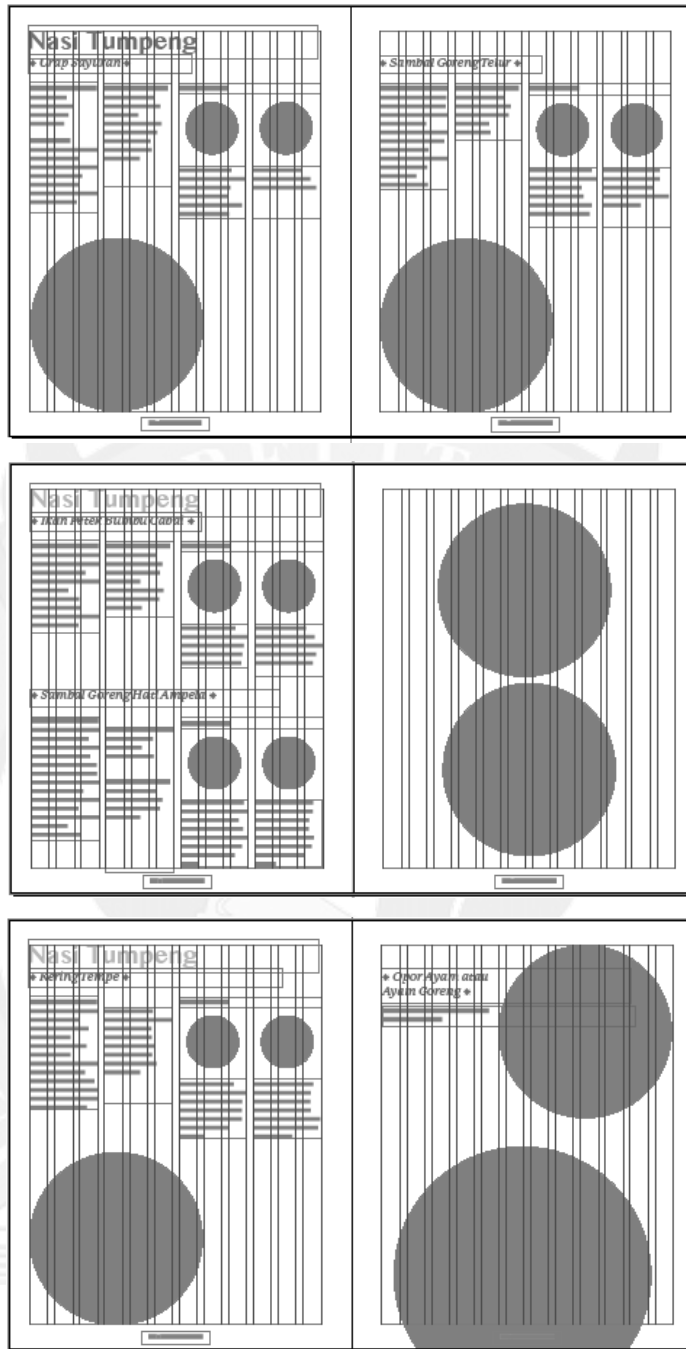 Nasi Tumpeng
✦ Urap Sayuran ✦
✦ Sambal Goreng Telur ✦
Nasi Tumpeng
✦ Ikan Petek Bumbu Cabai ✦
✦ Sambal Goreng Hati Ampela ✦
Nasi Tumpeng
✦ Kering Tempe ✦
✦ Opor Ayam atau
Ayam Goreng ✦